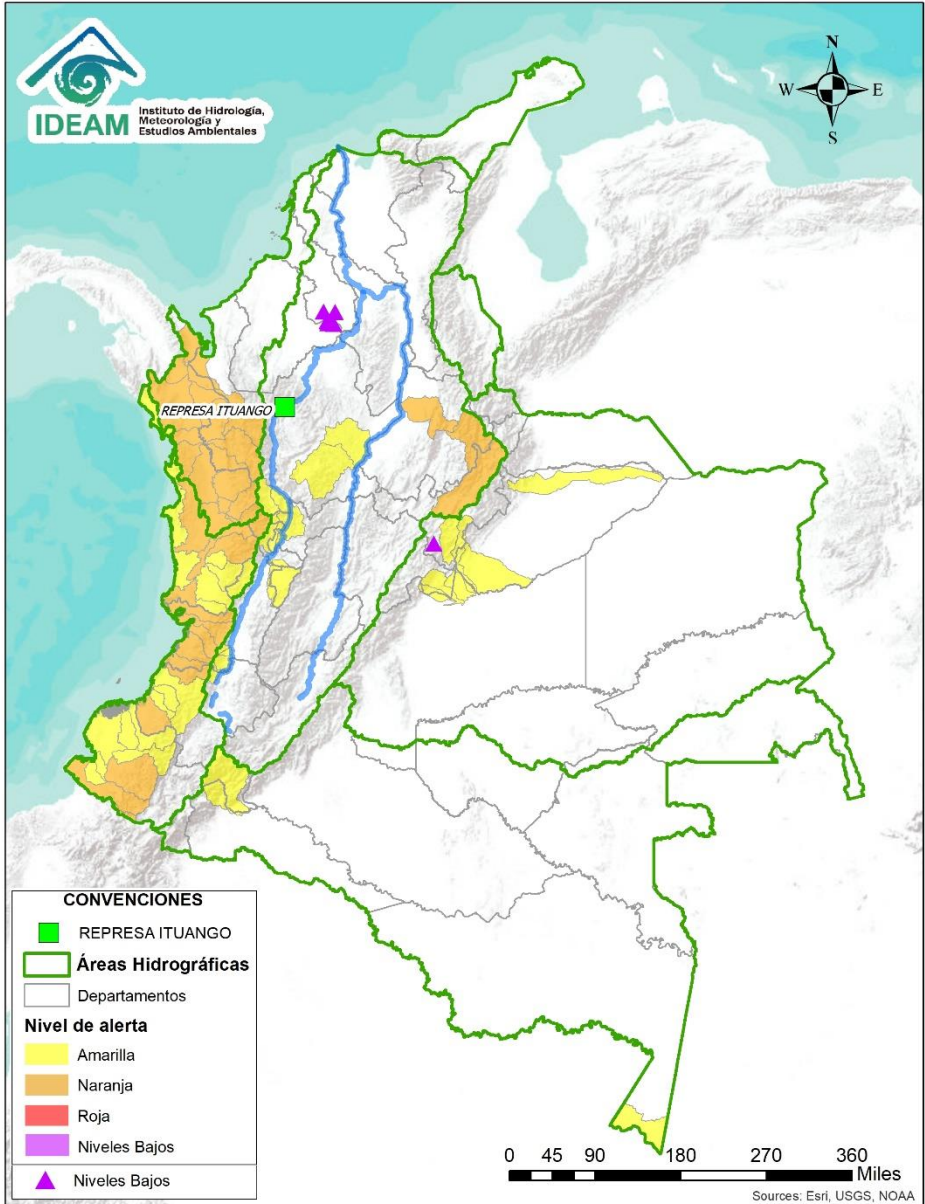 IDEAM
Instituto de Hidrología,
Meteorología y
Estudios Ambientales
N
W
E
S
REPRESA ITUANGO
CONVENCIONES
REPRESA ITUANGO
Áreas Hidrográficas
Departamentos
Nivel de alerta
Amarilla
Naranja
Roja
Niveles Bajos
Niveles Bajos
0 45 90 180 270 360
Miles
Sources: Esri, USGS, NOAA